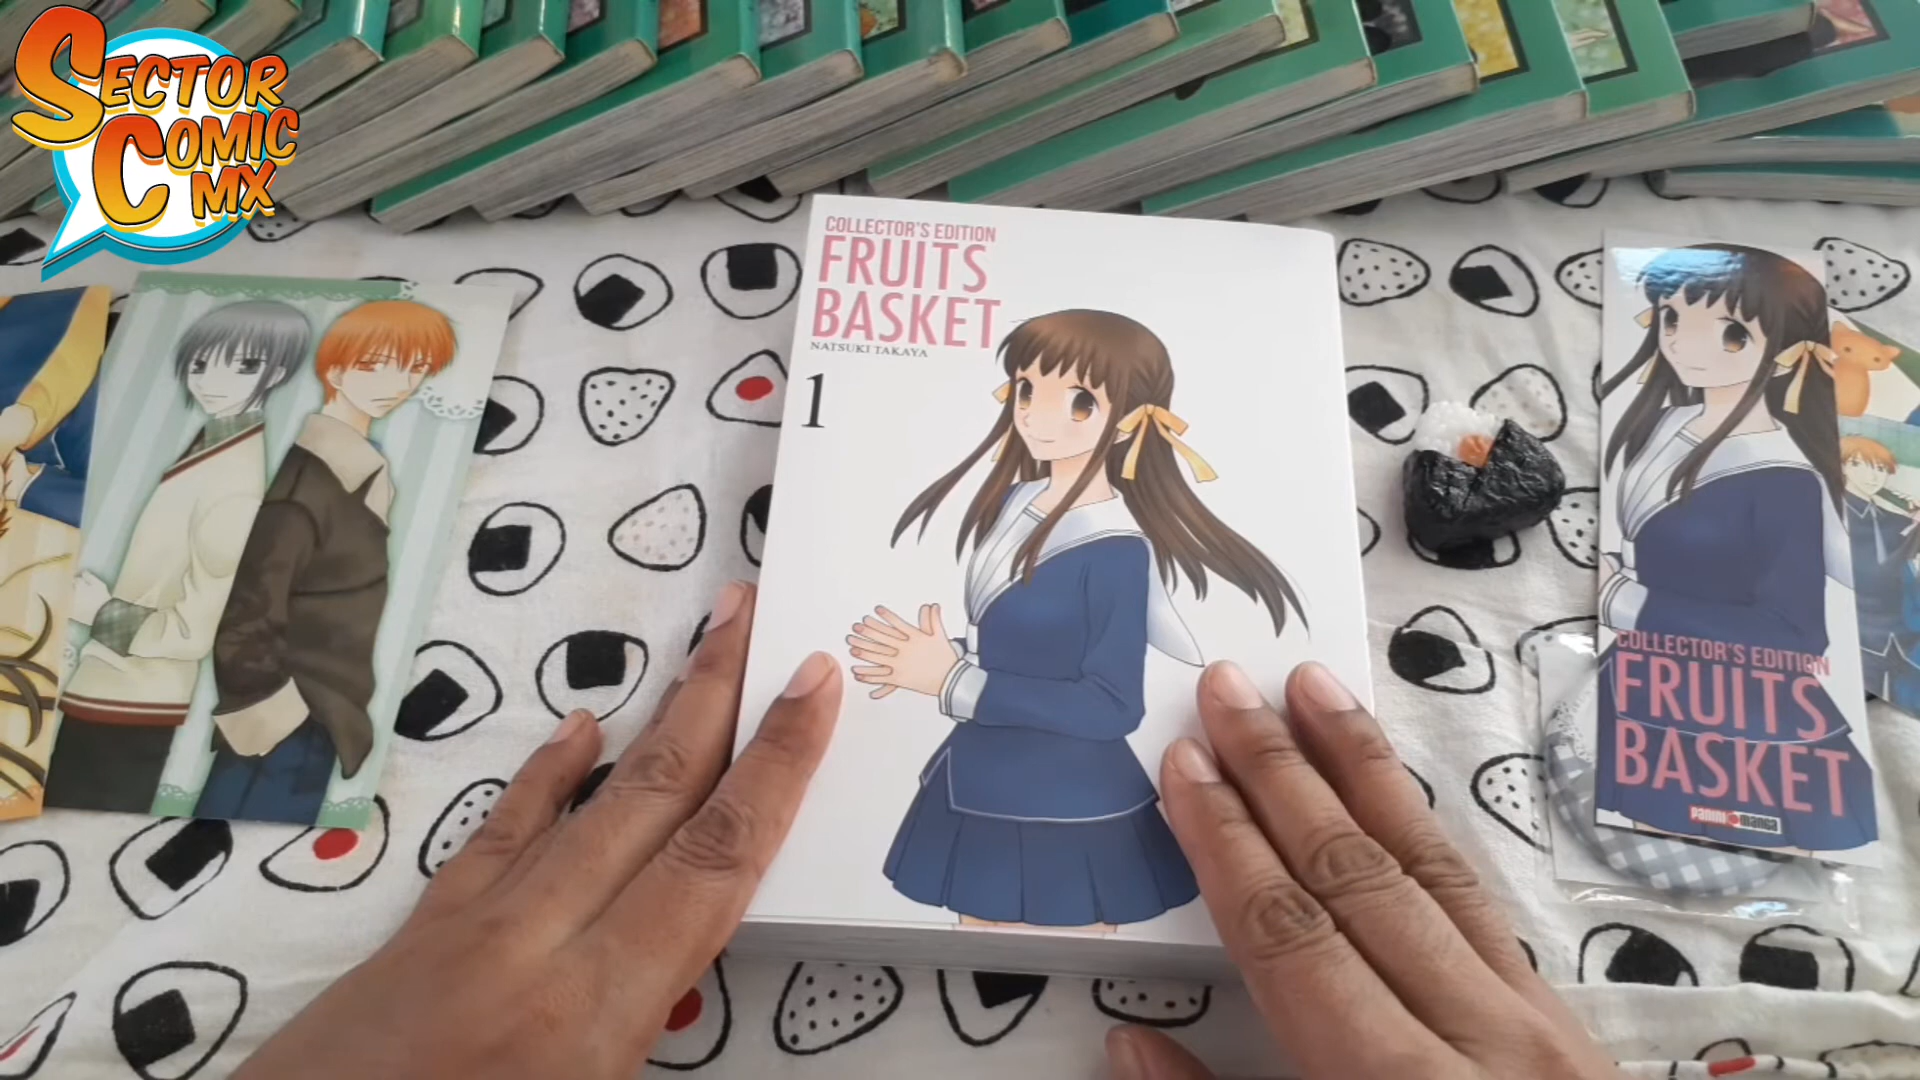 SECTOR
COMIC
MX
COLLECTOR'S EDITION
FRUITS
BASKET
NATSUKI TAKAYA
1
COLLECTOR'S EDITION
FRUITS
BASKET
panini manga